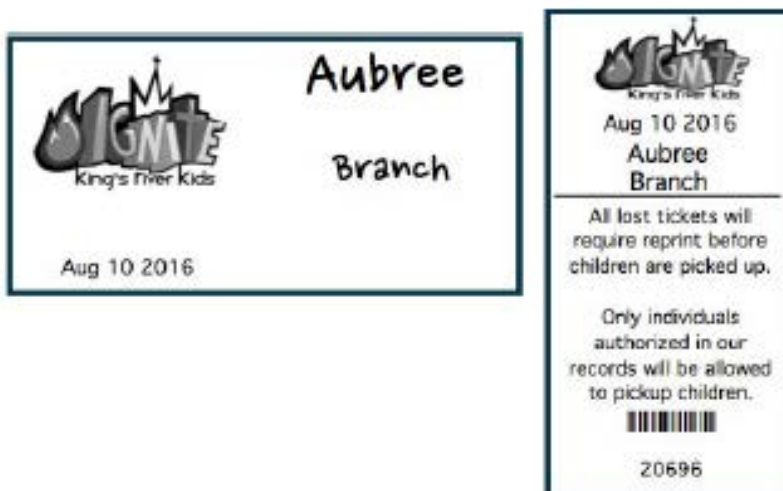 IGNITE
King's River Kids
Aubree
Branch
Aug 10 2016
IGNITE
King's River Kids
Aug 10 2016
Aubree
Branch
All lost tickets will
require reprint before
children are picked up.
Only individuals
authorized in our
records will be allowed
to pickup children.
20696